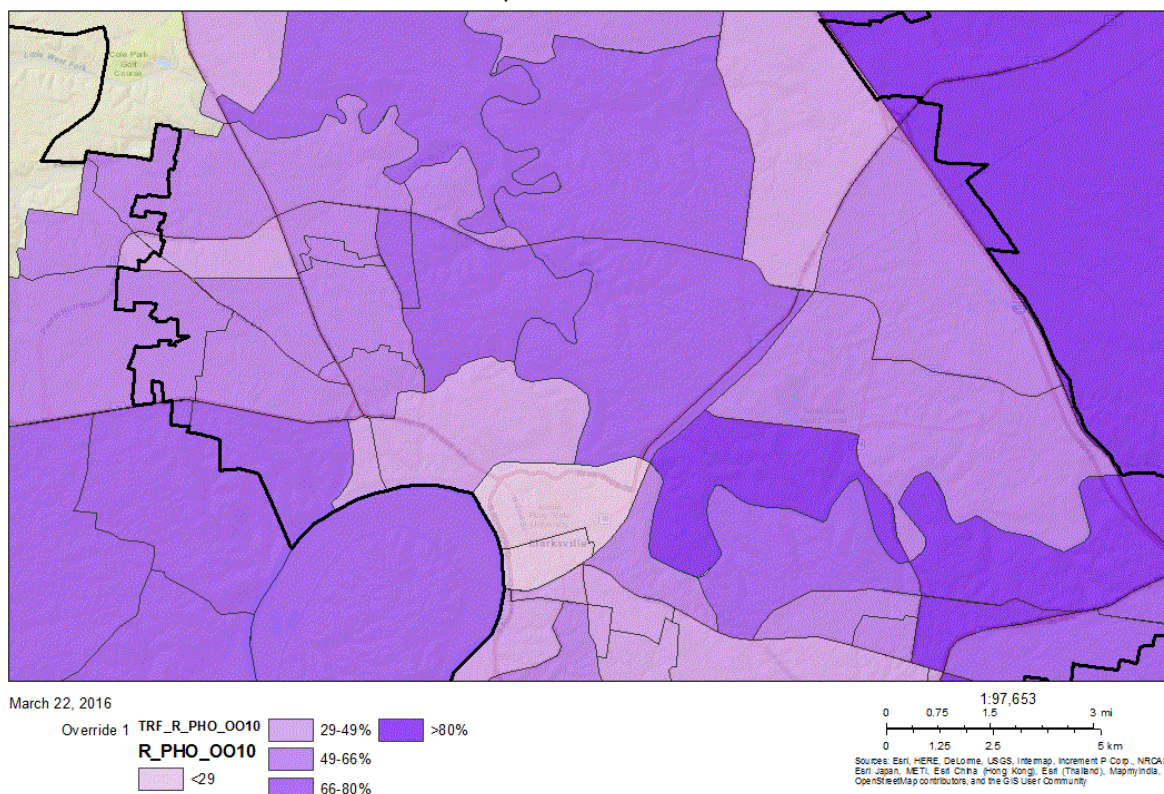 Little West Fork
Cole Park
Golf
Course
Clarksville
March 22, 2016
Override 1
TRF_R_PHO_OO10
R_PHO_OO10
<29
29-49%
49-66%
66-80%
>80%
1:97,653
0 0.75 1.5 3 mi
0 1.25 2.5 5 km
Sources: Esri, HERE, DeLorme, USGS, Intermap, Increment P Corp., NRCAN,
Esri Japan, METI, Esri China (Hong Kong), Esri (Thailand), MapmyIndia,
OpenStreetMap contributors, and the GIS User Community